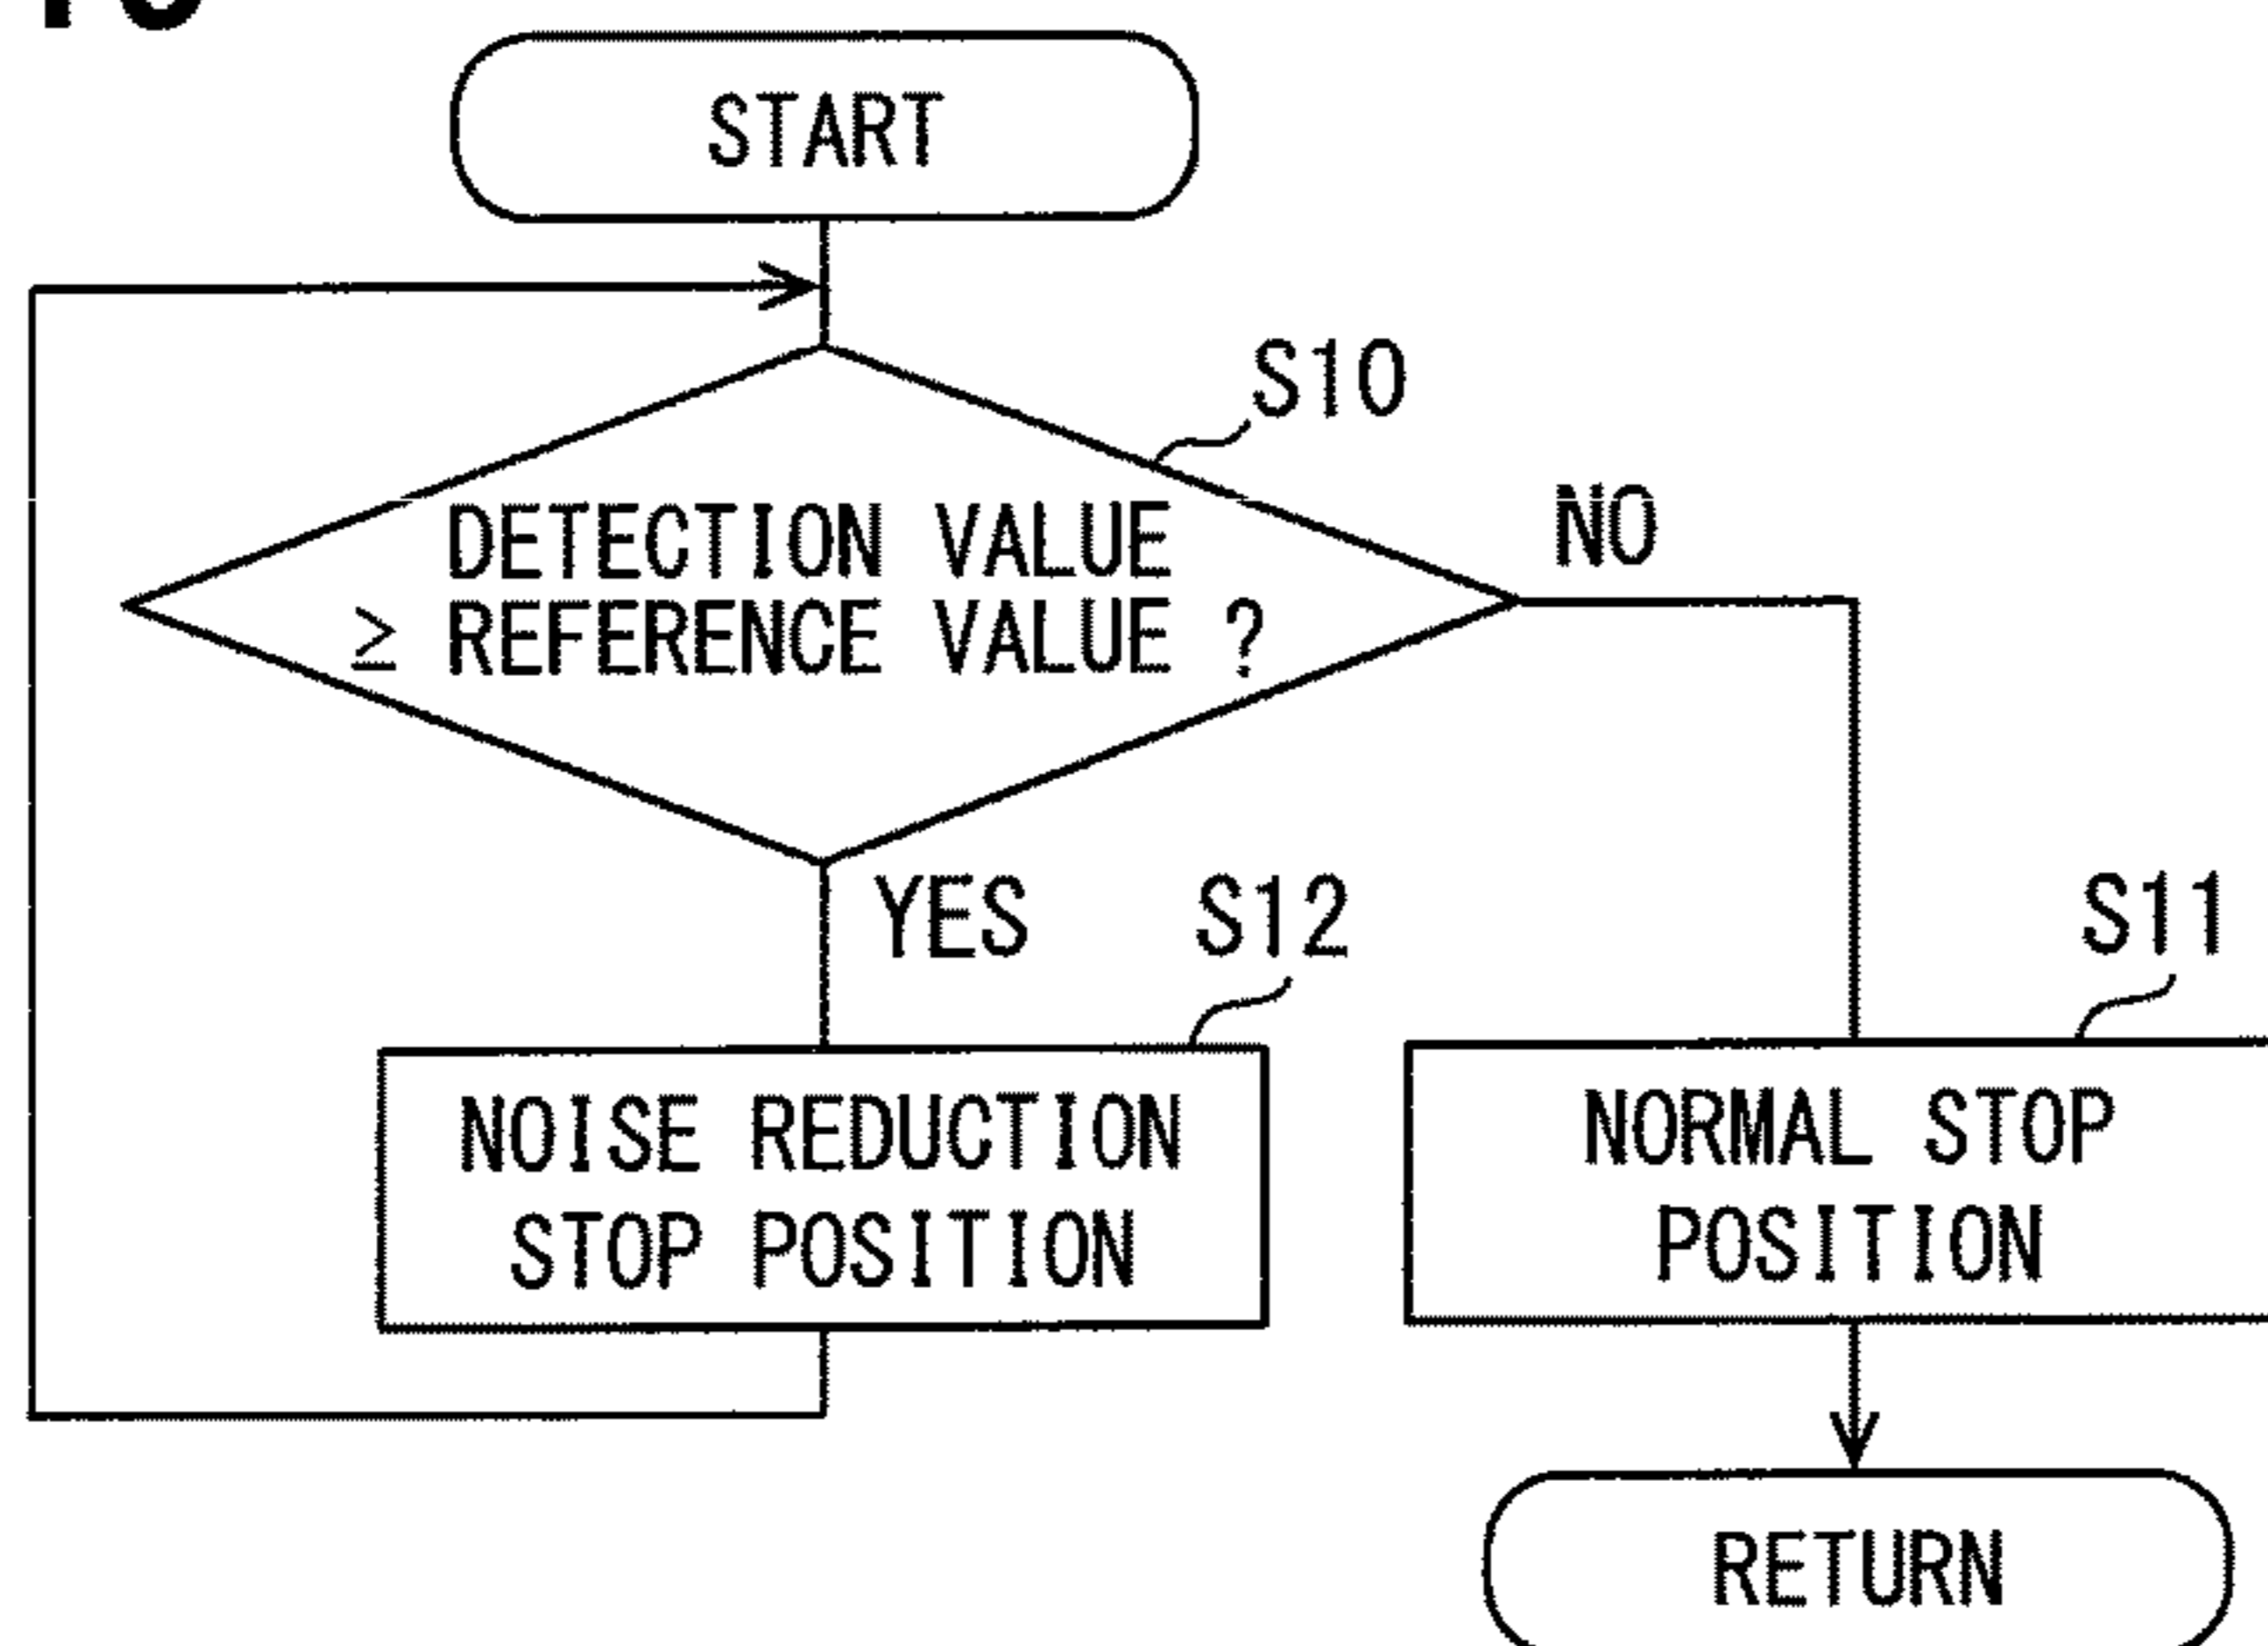 START
S10
DETECTION VALUE
≥ REFERENCE VALUE ?
NO
YES
S12
S11
NOISE REDUCTION
STOP POSITION
NORMAL STOP
POSITION
RETURN